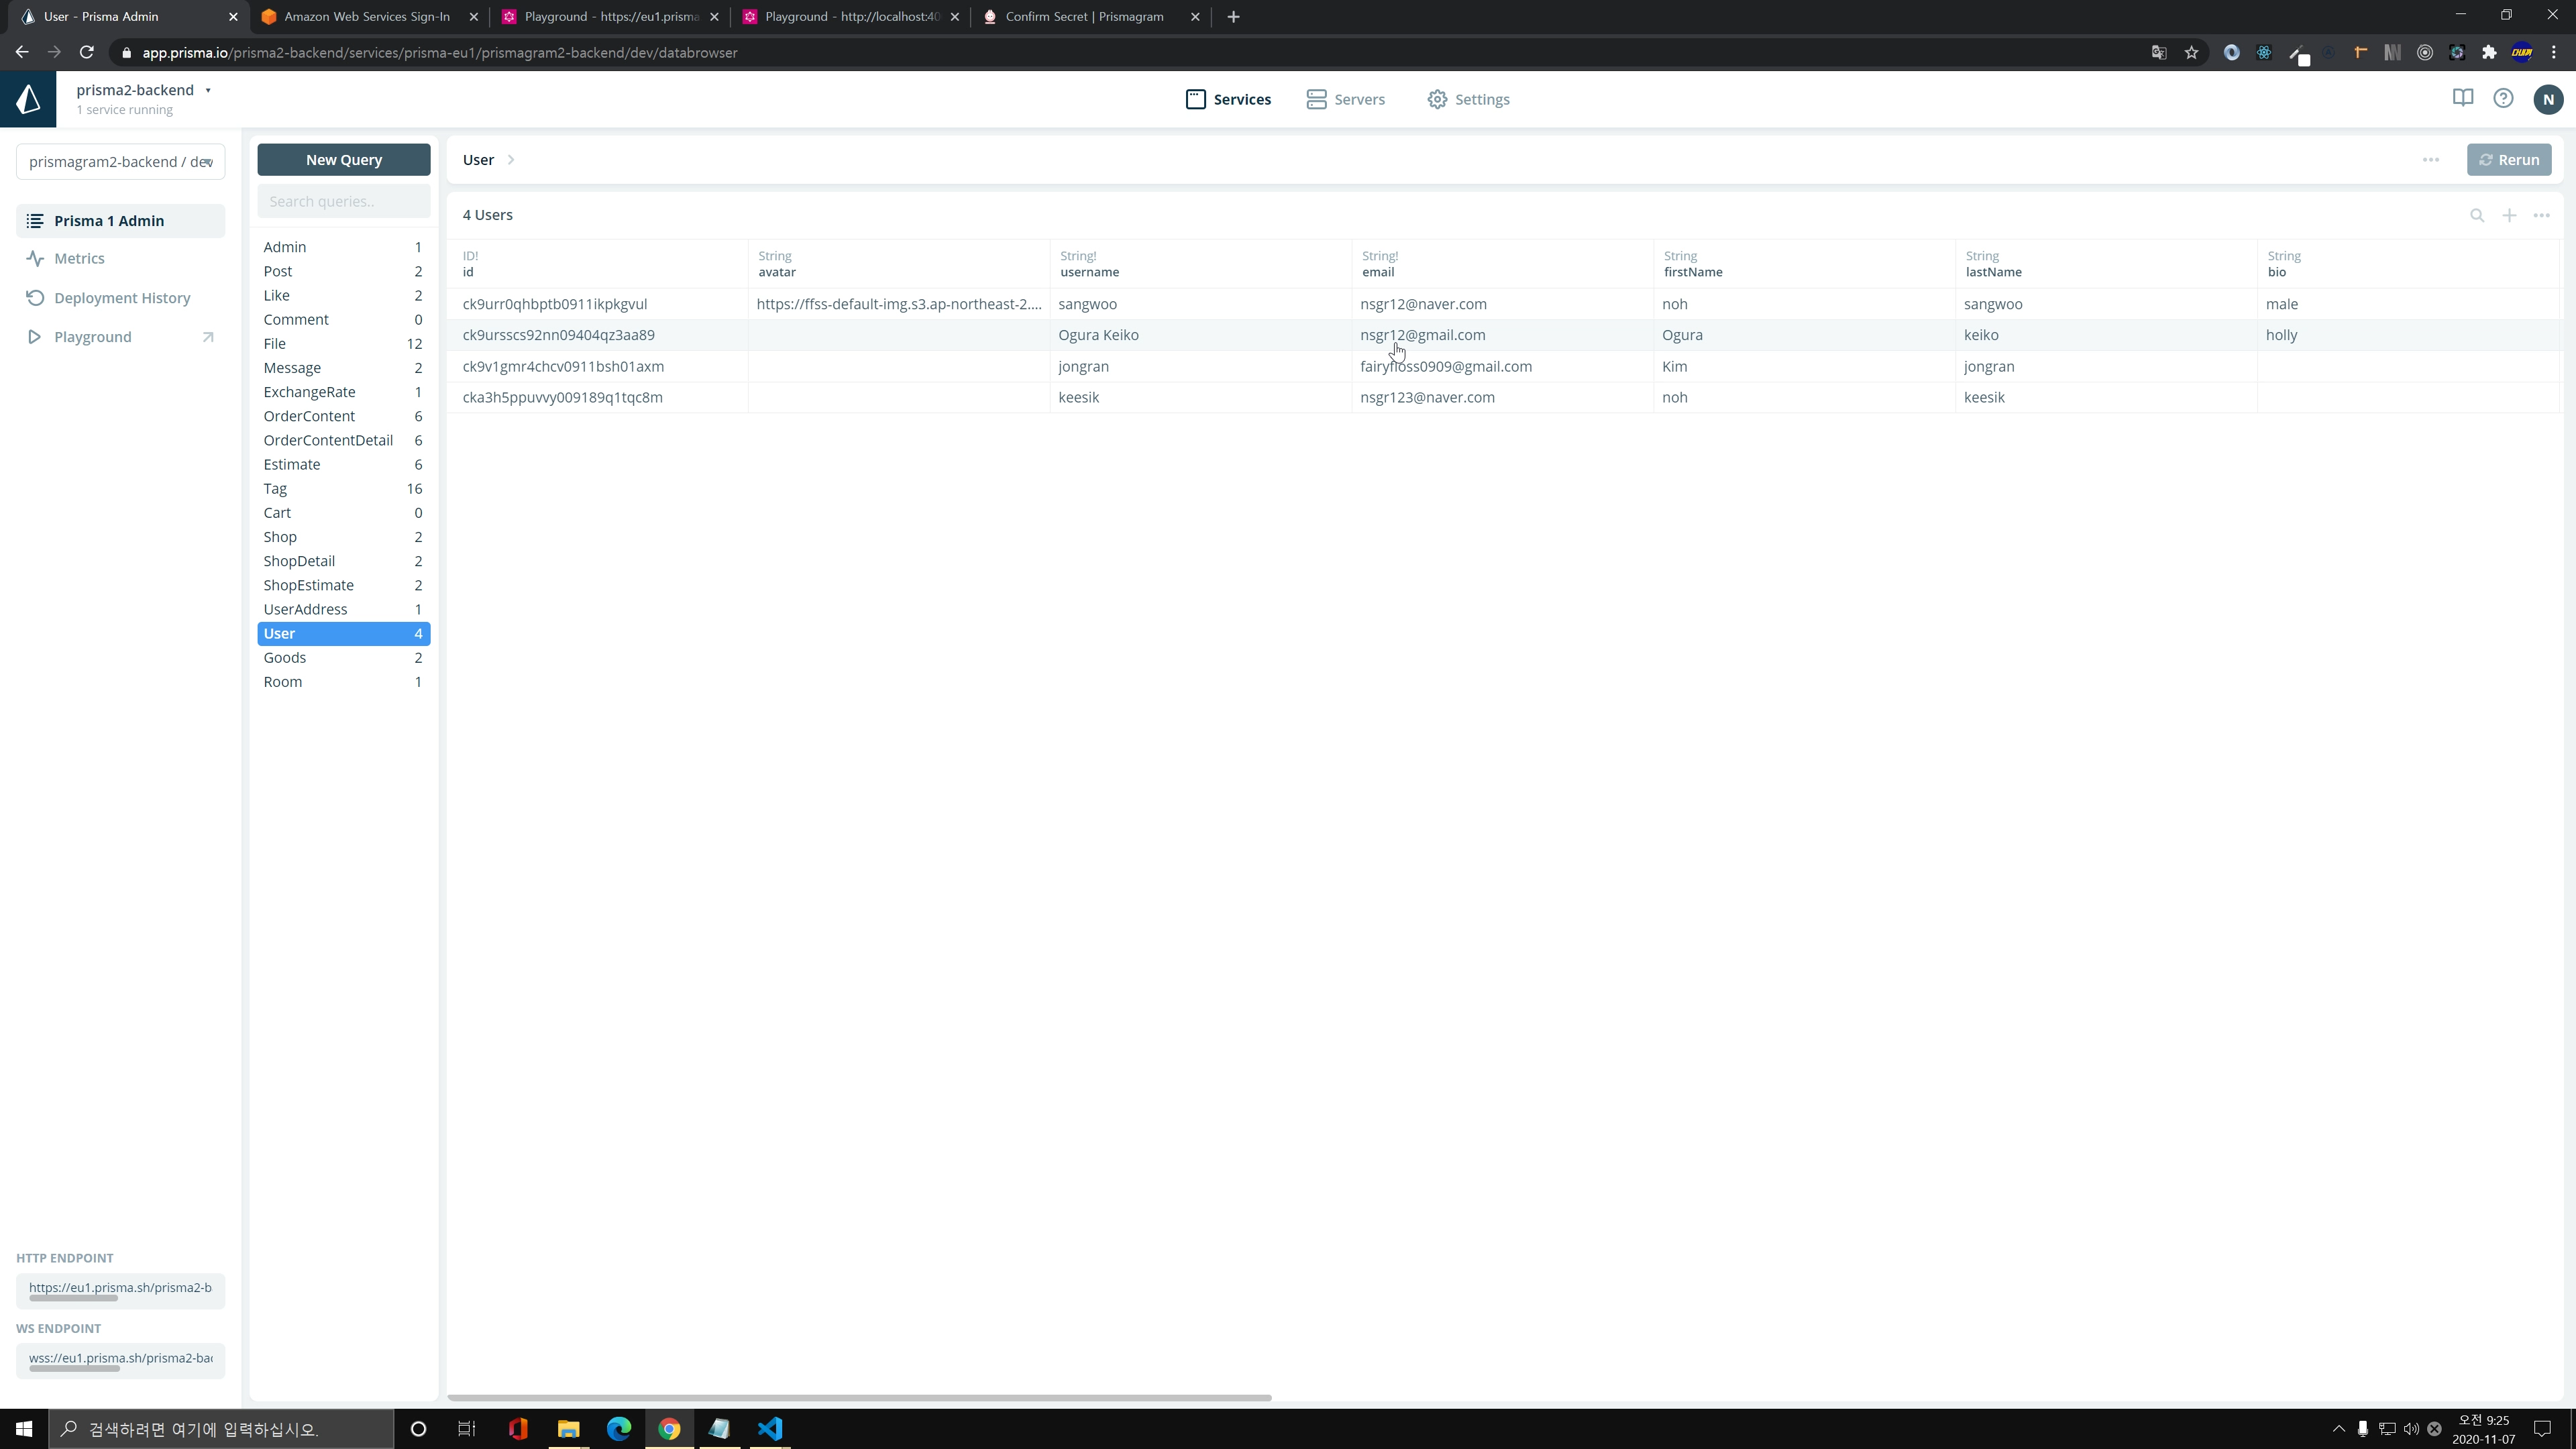 User - Prisma Admin
Amazon Web Services Sign-In
Playground - https://eu1.prisma
Playground - http://localhost:40
Confirm Secret | Prismagram
app.prisma.io/prisma2-backend/services/prisma-eu1/prismagram2-backend/dev/databrowser
prisma2-backend
1 service running
Services
Servers
Settings
N
prismagram2-backend / dev
New Query
User
Rerun
Search queries..
4 Users
Prisma 1 Admin
Metrics
Deployment History
Playground
Admin 1
Post 2
Like 2
Comment 0
File 12
Message 2
ExchangeRate 1
OrderContent 6
OrderContentDetail 6
Estimate 6
Tag 16
Cart 0
Shop 2
ShopDetail 2
ShopEstimate 2
UserAddress 1
User 4
Goods 2
Room 1
ID! String String! String! String String String
id avatar username email firstName lastName bio
ck9urr0qhbptb0911ikpkgvul https://ffss-default-img.s3.ap-northeast-2.... sangwoo nsgr12@naver.com noh sangwoo male
ck9ursscs92nn09404qz3aa89 Ogura Keiko nsgr12@gmail.com Ogura keiko holly
ck9v1gmr4chcv0911bsh01axm jongran fairyfloss0909@gmail.com Kim jongran
cka3h5ppuvvy009189q1tqc8m keesik nsgr123@naver.com noh keesik
HTTP ENDPOINT
https://eu1.prisma.sh/prisma2-b
WS ENDPOINT
wss://eu1.prisma.sh/prisma2-bac
검색하려면 여기에 입력하십시오.
오전 9:25
2020-11-07